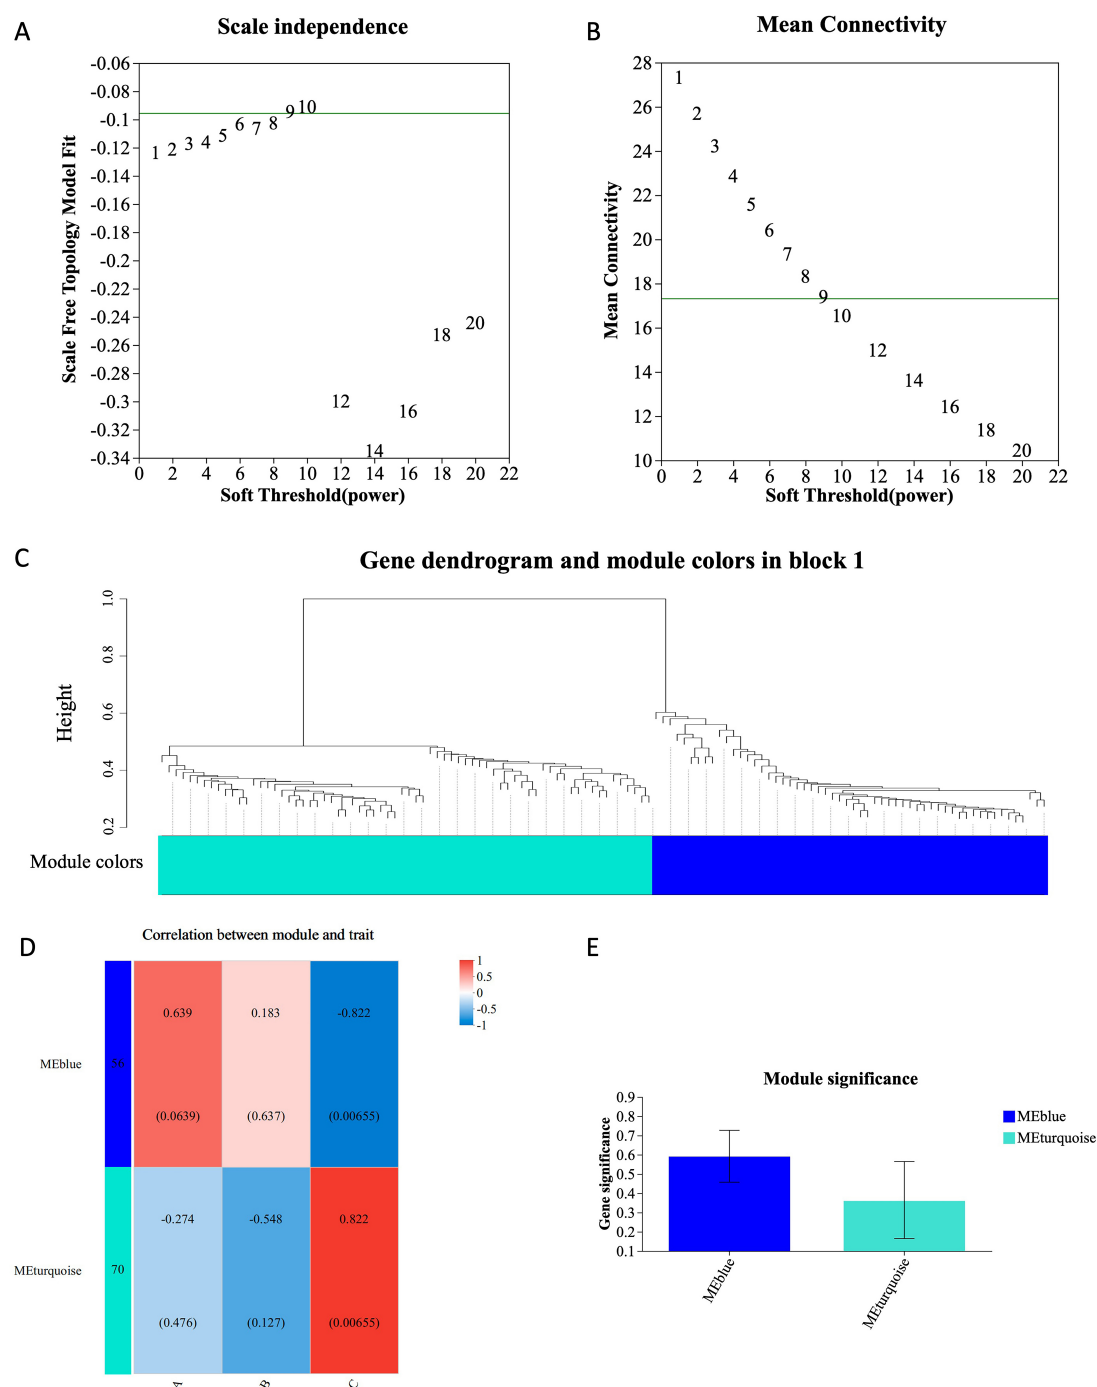 A
Scale independence
-0.06
-0.08
-0.1
-0.12
-0.14
-0.16
-0.18
-0.2
-0.22
-0.24
-0.26
-0.28
-0.3
-0.32
-0.34
Scale Free Topology Model Fit
1 2 3 4 5 6 7 8 9 10
12
14
16
18
20
0 2 4 6 8 10 12 14 16 18 20 22
Soft Threshold(power)
B
Mean Connectivity
28
26
24
22
20
18
16
14
12
10
Mean Connectivity
1
2
3
4
5
6
7
8
9
10
12
14
16
18
20
0 2 4 6 8 10 12 14 16 18 20 22
Soft Threshold(power)
C
Gene dendrogram and module colors in block 1
Height
1.0
0.8
0.6
0.4
0.2
Module colors
D
Correlation between module and trait
MEblue
56
0.639 0.183 -0.822
(0.0639) (0.637) (0.00655)
MEturquoise
70
-0.274 -0.548 0.822
(0.476) (0.127) (0.00655)
A B C
1
0.5
0
-0.5
-1
E
Module significance
0.9
0.8
0.7
0.6
0.5
0.4
0.3
0.2
0.1
Gene significance
MEblue
MEturquoise
MEblue
MEturquoise